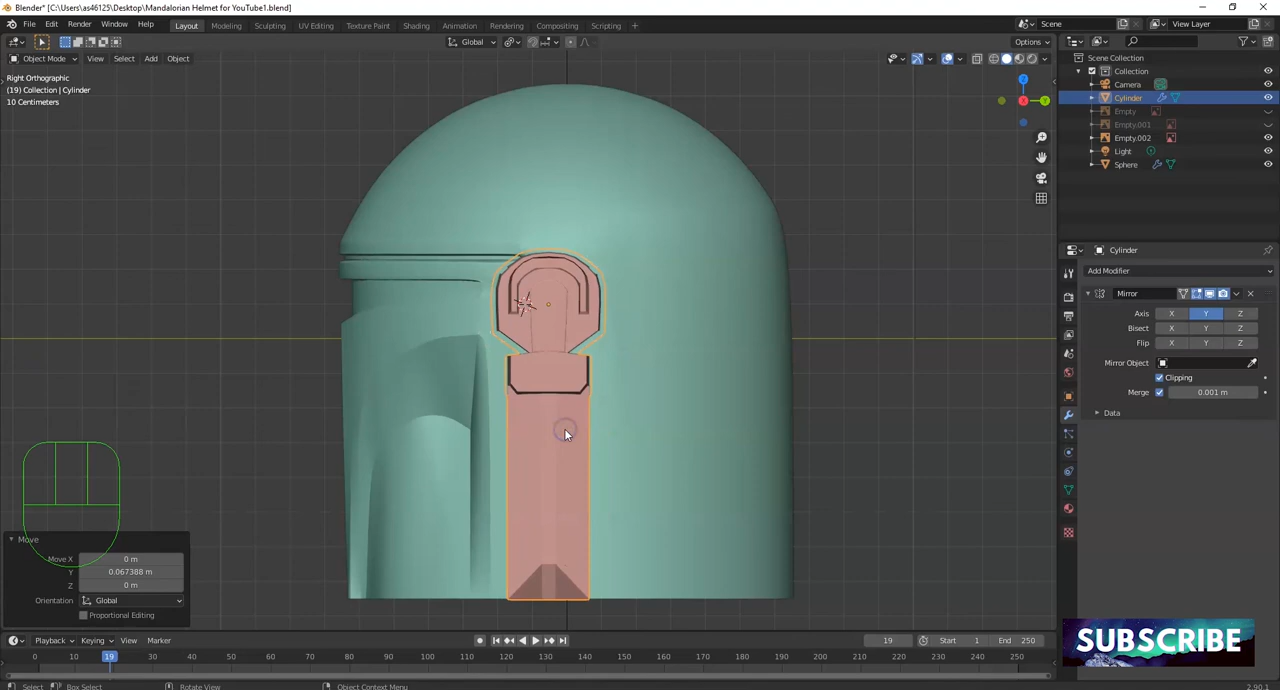 Blender* [C:\Users\as46125\Desktop\Mandalorian Helmet for YouTube1.blend]
File Edit Render Window Help Layout Modeling Sculpting UV Editing Texture Paint Shading Animation Rendering Compositing Scripting + Scene View Layer
Global Options
Object Mode View Select Add Object
Right Orthographic
(19) Collection | Cylinder
10 Centimeters
Z
Y
X
Scene Collection
Collection
Camera
Cylinder
Empty
Empty.001
Empty.002
Light
Sphere
Cylinder
Add Modifier
Mirror
Axis X Y Z
Bisect X Y Z
Flip X Y Z
Mirror Object
Clipping
Merge 0.001 m
Data
Move
Move X 0 m
Y 0.067388 m
Z 0 m
Orientation Global
Proportional Editing
SUBSCRIBE
Playback Keying View Marker 19 Start 1 End 250
0 10 19 30 40 50 60 70 80 90 100 110 120 130 140 150 160 170 180 190 200 210 220 230 240 250
Select Box Select Rotate View Object Context Menu 2.90.1